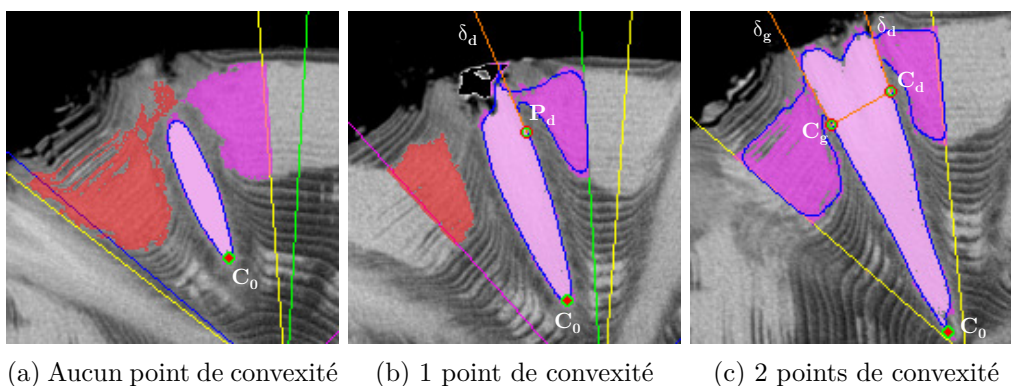 δd
δg
δd
Pd
Cd
Cg
C0
C0
C0
(a) Aucun point de convexité
(b) 1 point de convexité
(c) 2 points de convexité